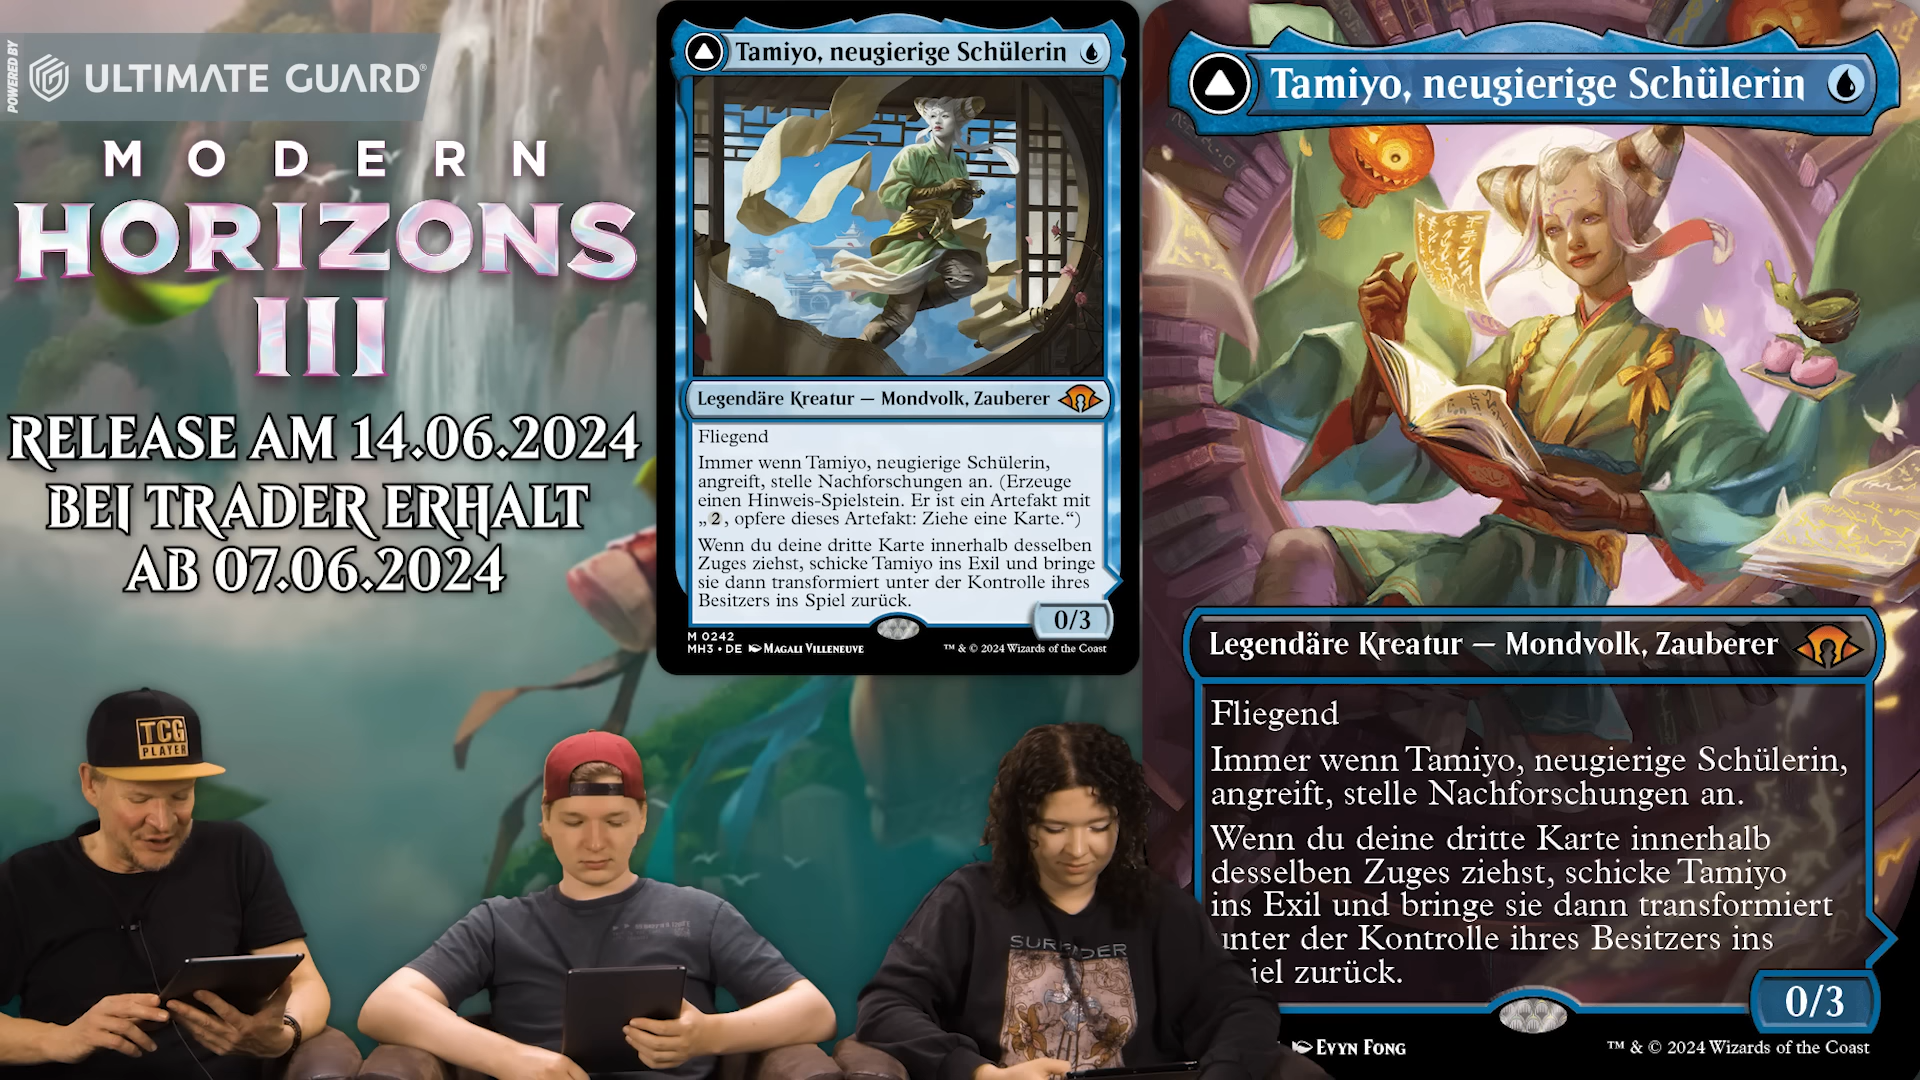 POWERED BY
ULTIMATE GUARD®
MODERN
HORIZONS
III
RELEASE AM 14.06.2024
BEI TRADER ERHALT
AB 07.06.2024
Tamiyo, neugierige Schülerin
Legendäre Kreatur — Mondvolk, Zauberer
Fliegend
Immer wenn Tamiyo, neugierige Schülerin,
angreift, stelle Nachforschungen an. (Erzeuge
einen Hinweis-Spielstein. Er ist ein Artefakt mit
„2, opfere dieses Artefakt: Ziehe eine Karte.“)
Wenn du deine dritte Karte innerhalb desselben
Zuges ziehst, schicke Tamiyo ins Exil und bringe
sie dann transformiert unter der Kontrolle ihres
Besitzers ins Spiel zurück.
0/3
M 0242
MH3 • DE MAGALI VILLENEUVE
™ & © 2024 Wizards of the Coast
Tamiyo, neugierige Schülerin
Legendäre Kreatur — Mondvolk, Zauberer
Fliegend
Immer wenn Tamiyo, neugierige Schülerin,
angreift, stelle Nachforschungen an.
Wenn du deine dritte Karte innerhalb
desselben Zuges ziehst, schicke Tamiyo
ins Exil und bringe sie dann transformiert
unter der Kontrolle ihres Besitzers ins
iel zurück.
0/3
EVYN FONG
™ & © 2024 Wizards of the Coast
TCG
PLAYER